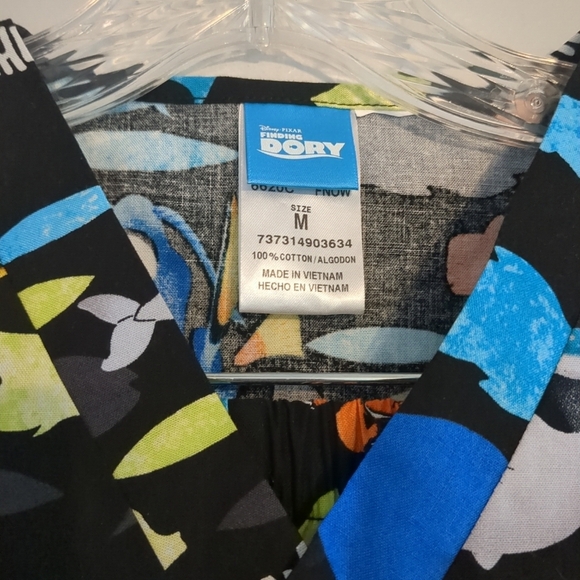 Disney·PIXAR
FINDING
DORY
6620C FNOW
SIZE
M
737314903634
100% COTTON/ALGODON
MADE IN VIETNAM
HECHO EN VIETNAM